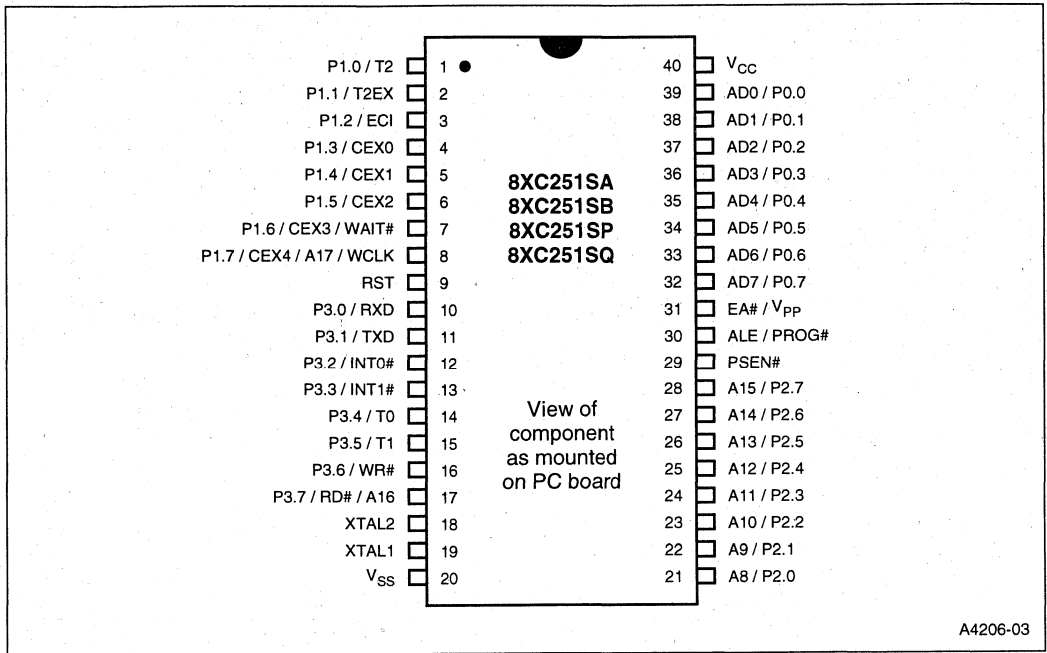 P1.0 / T2 1 40 VCC
P1.1 / T2EX 2 39 AD0 / P0.0
P1.2 / ECI 3 38 AD1 / P0.1
P1.3 / CEX0 4 37 AD2 / P0.2
P1.4 / CEX1 5 36 AD3 / P0.3
8XC251SA
P1.5 / CEX2 6 35 AD4 / P0.4
8XC251SB
P1.6 / CEX3 / WAIT# 7 34 AD5 / P0.5
8XC251SP
P1.7 / CEX4 / A17 / WCLK 8 33 AD6 / P0.6
8XC251SQ
RST 9 32 AD7 / P0.7
P3.0 / RXD 10 31 EA# / VPP
P3.1 / TXD 11 30 ALE / PROG#
P3.2 / INT0# 12 29 PSEN#
P3.3 / INT1# 13 28 A15 / P2.7
P3.4 / T0 14 27 A14 / P2.6
View of
P3.5 / T1 15 26 A13 / P2.5
component
P3.6 / WR# 16 25 A12 / P2.4
as mounted
on PC board
P3.7 / RD# / A16 17 24 A11 / P2.3
XTAL2 18 23 A10 / P2.2
XTAL1 19 22 A9 / P2.1
VSS 20 21 A8 / P2.0
A4206-03